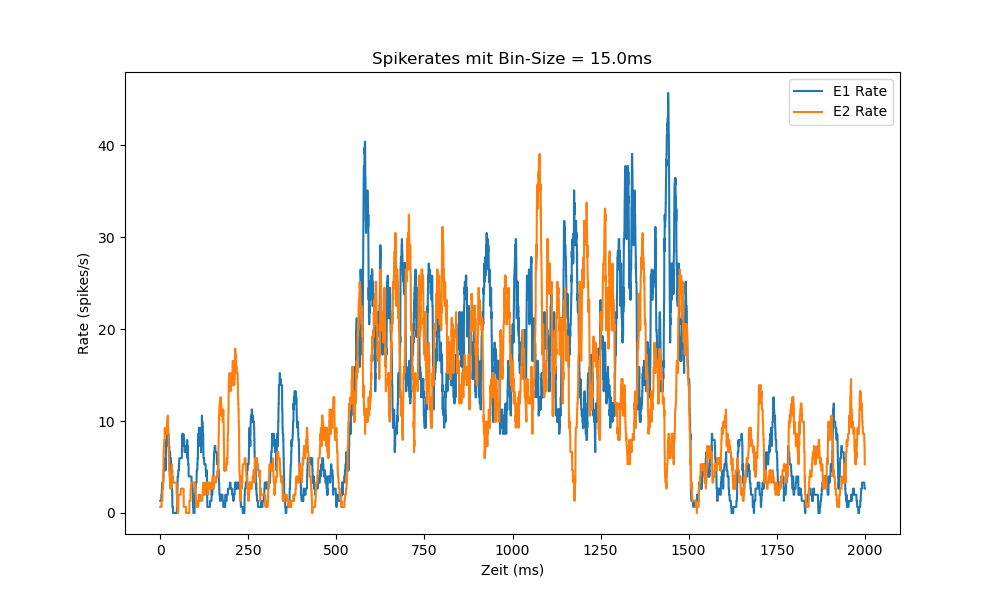 Spikerates mit Bin-Size = 15.0ms
E1 Rate
E2 Rate
Rate (spikes/s)
40
30
20
10
0
0 250 500 750 1000 1250 1500 1750 2000
Zeit (ms)